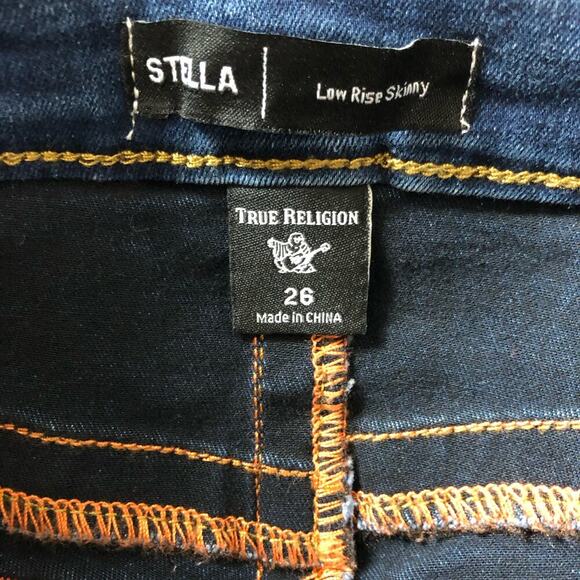 STELLA Low Rise Skinny
TRUE RELIGION
26
Made in CHINA